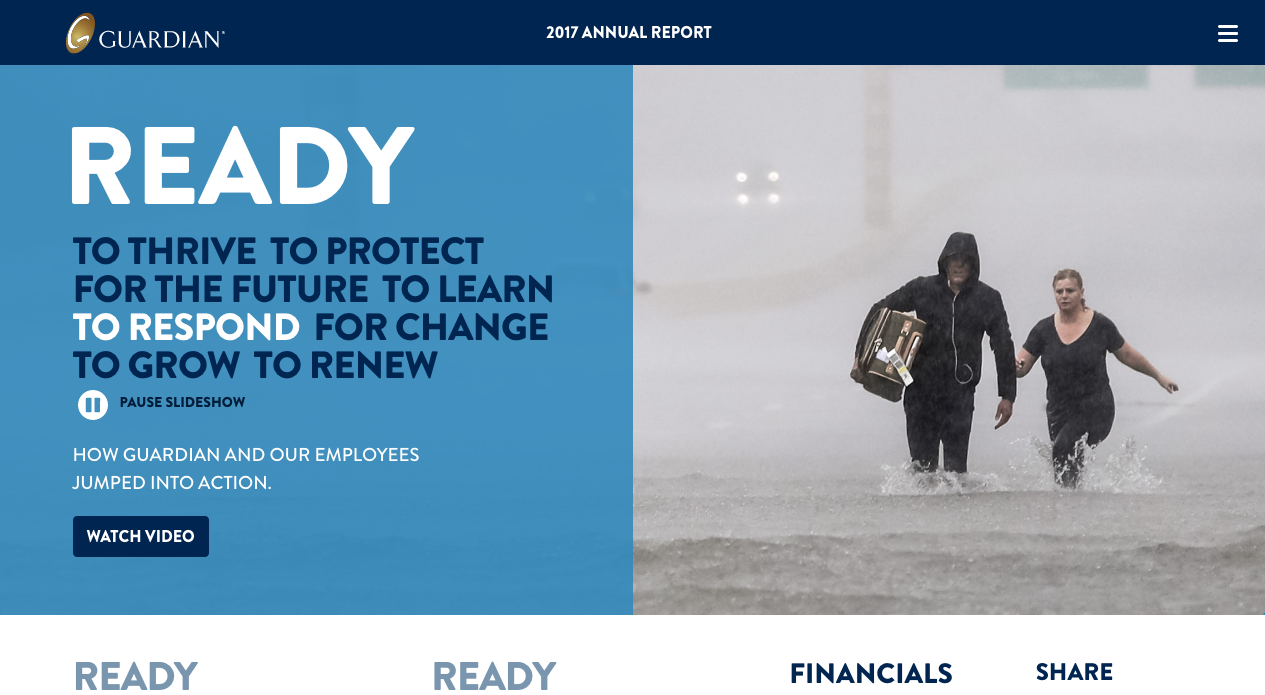 GUARDIAN®
2017 ANNUAL REPORT
READY
TO THRIVE TO PROTECT
FOR THE FUTURE TO LEARN
TO RESPOND FOR CHANGE
TO GROW TO RENEW
PAUSE SLIDESHOW
HOW GUARDIAN AND OUR EMPLOYEES
JUMPED INTO ACTION.
WATCH VIDEO
READY
READY
FINANCIALS
SHARE